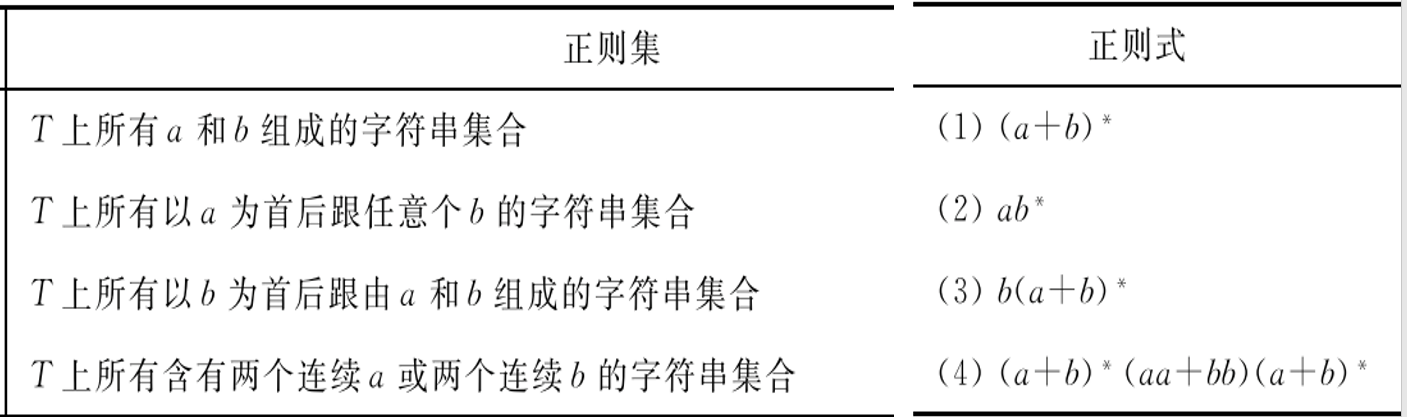 正则集 正则式
T 上所有 a 和 b 组成的字符串集合 (1) (a+b)*
T 上所有以 a 为首后跟任意个 b 的字符串集合 (2) ab*
T 上所有以 b 为首后跟由 a 和 b 组成的字符串集合 (3) b(a+b)*
T 上所有含有两个连续 a 或两个连续 b 的字符串集合 (4) (a+b)*(aa+bb)(a+b)*